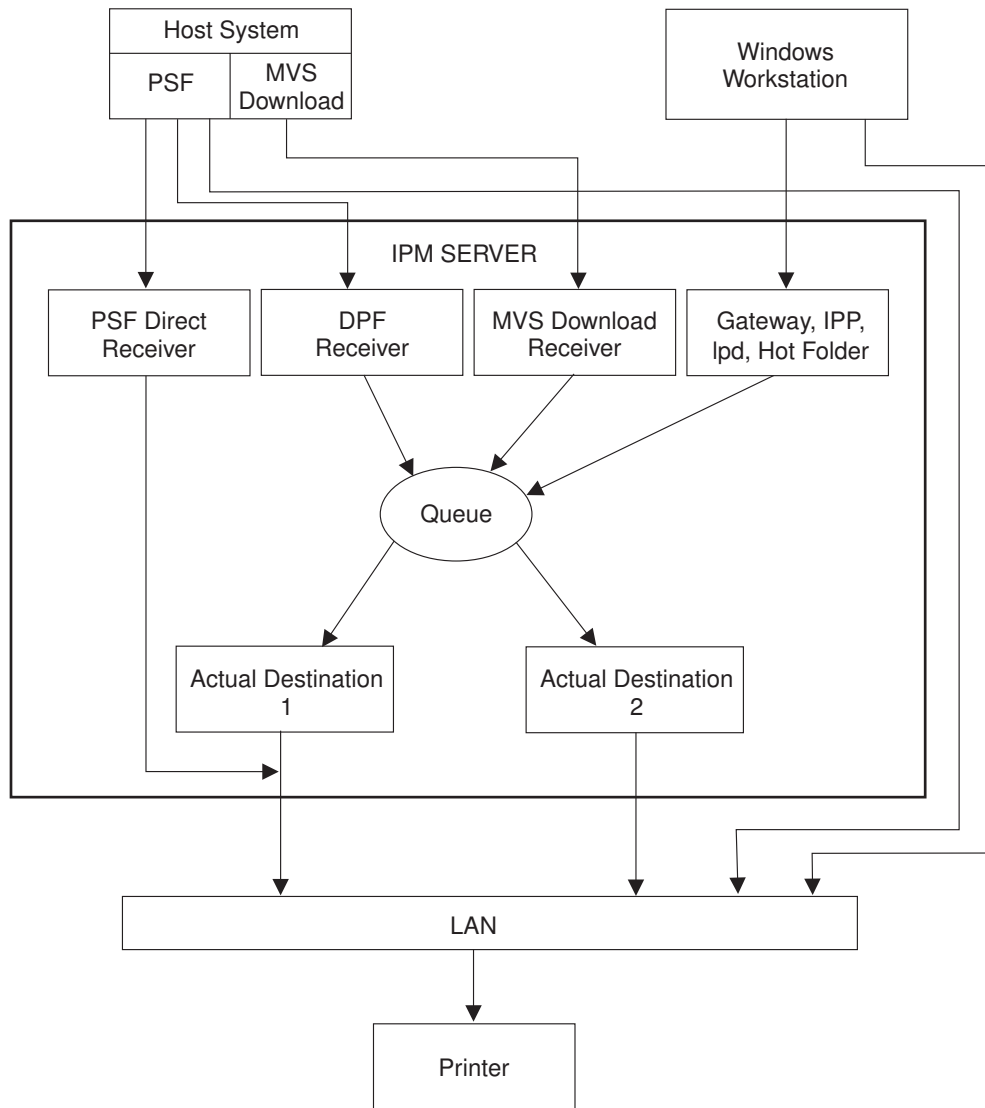 Host System
PSF
MVS
Download
Windows
Workstation
IPM SERVER
PSF Direct
Receiver
DPF
Receiver
MVS Download
Receiver
Gateway, IPP,
lpd, Hot Folder
Queue
Actual Destination
1
Actual Destination
2
LAN
Printer